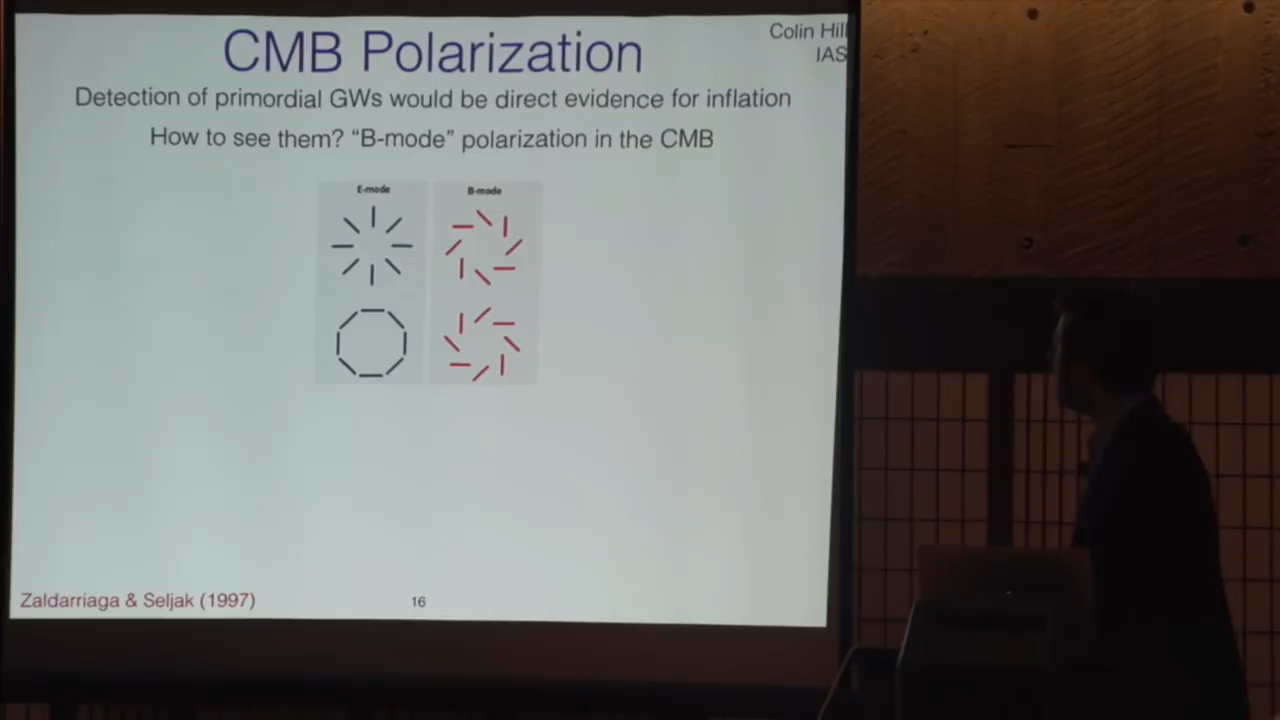 CMB Polarization
Colin Hill
IAS
Detection of primordial GWs would be direct evidence for inflation
How to see them? “B-mode” polarization in the CMB
E-mode
B-mode
Zaldarriaga & Seljak (1997)
16